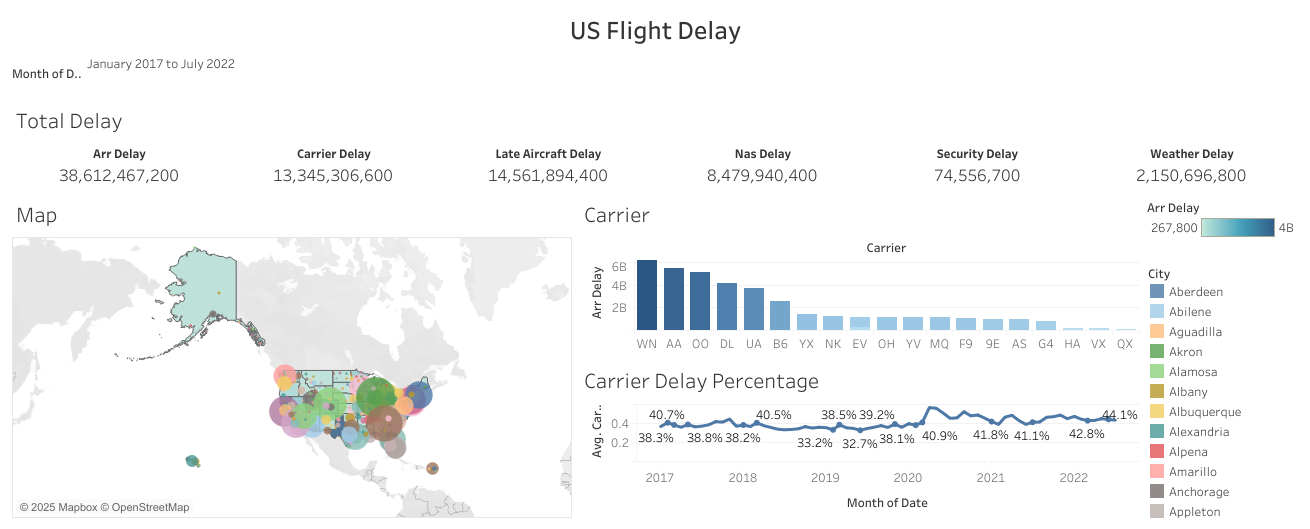 US Flight Delay
Month of D.. January 2017 to July 2022
Total Delay
Arr Delay Carrier Delay Late Aircraft Delay Nas Delay Security Delay Weather Delay
38,612,467,200 13,345,306,600 14,561,894,400 8,479,940,400 74,556,700 2,150,696,800
Map
© 2025 Mapbox © OpenStreetMap
Carrier
Carrier
Arr Delay
6B
4B
2B
WN AA OO DL UA B6 YX NK EV OH YV MQ F9 9E AS G4 HA VX QX
Carrier Delay Percentage
Avg. Car..
0.4
0.2
40.7% 40.5% 38.5% 39.2% 44.1%
38.3% 38.8% 38.2% 33.2% 32.7% 38.1% 40.9% 41.8% 41.1% 42.8%
2017 2018 2019 2020 2021 2022
Month of Date
Arr Delay
267,800 4B
City
Aberdeen
Abilene
Aguadilla
Akron
Alamosa
Albany
Albuquerque
Alexandria
Alpena
Amarillo
Anchorage
Appleton